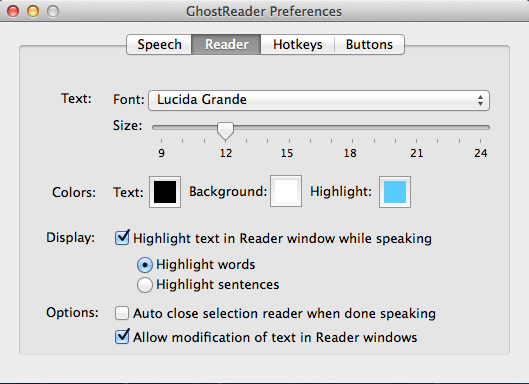 GhostReader Preferences
Speech Reader Hotkeys Buttons
Text: Font: Lucida Grande
Size:
9 12 15 18 21 24
Colors: Text: Background: Highlight:
Display: Highlight text in Reader window while speaking
Highlight words
Highlight sentences
Options: Auto close selection reader when done speaking
Allow modification of text in Reader windows